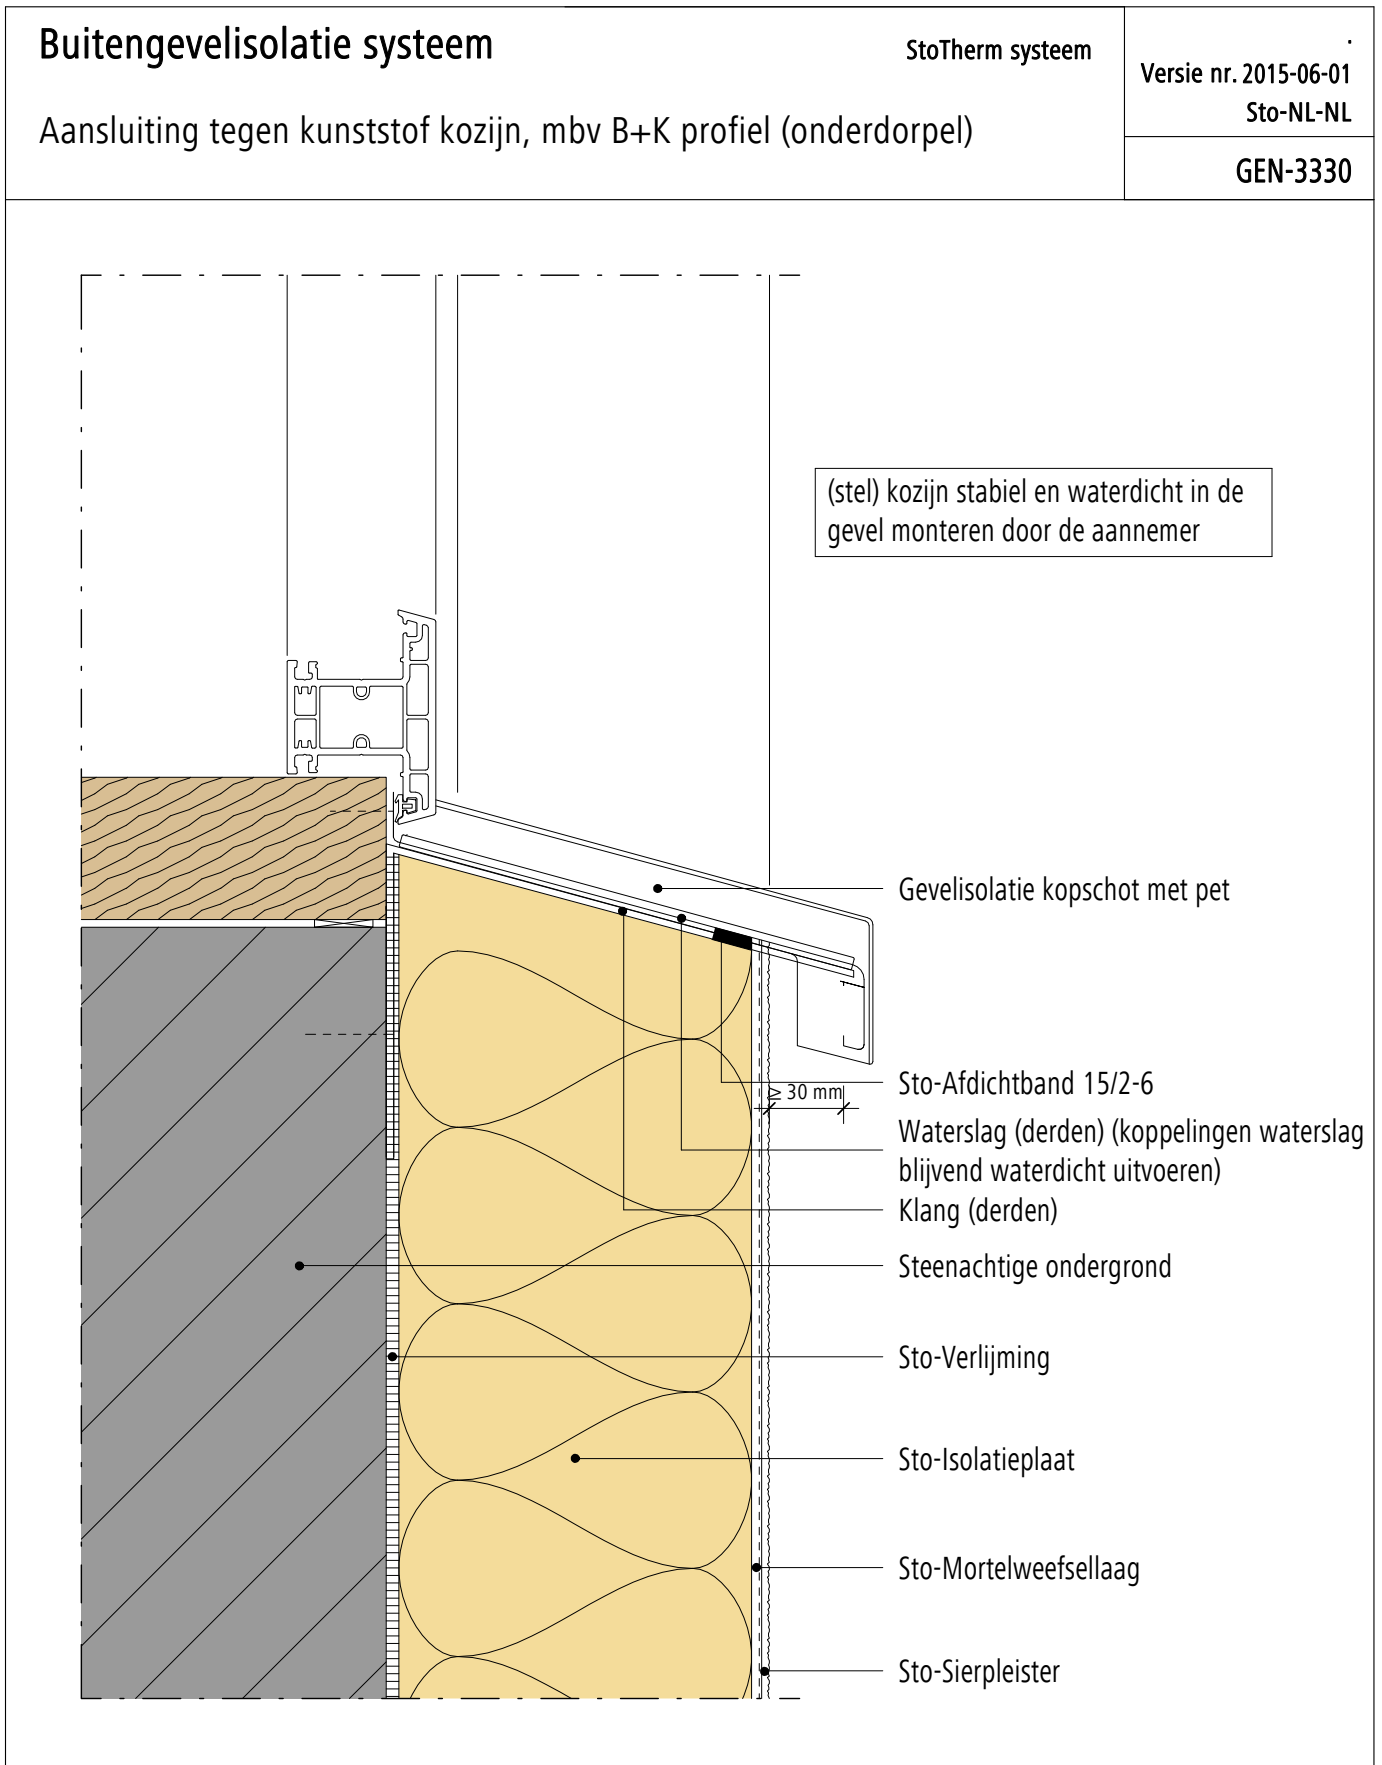 Buitengevelisolatie systeem
StoTherm systeem
.
Versie nr. 2015-06-01
Sto-NL-NL
Aansluiting tegen kunststof kozijn, mbv B+K profiel (onderdorpel)
GEN-3330
(stel) kozijn stabiel en waterdicht in de
gevel monteren door de aannemer
Gevelisolatie kopschot met pet
Sto-Afdichtband 15/2-6
≥ 30 mm
Waterslag (derden) (koppelingen waterslag
blijvend waterdicht uitvoeren)
Klang (derden)
Steenachtige ondergrond
Sto-Verlijming
Sto-Isolatieplaat
Sto-Mortelweefsellaag
Sto-Sierpleister